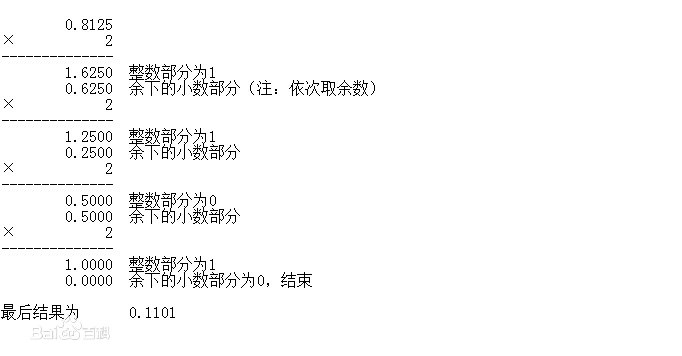 0.8125
× 2
--------------
1.6250 整数部分为1
0.6250 余下的小数部分（注：依次取余数）
× 2
--------------
1.2500 整数部分为1
0.2500 余下的小数部分
× 2
--------------
0.5000 整数部分为0
0.5000 余下的小数部分
× 2
--------------
1.0000 整数部分为1
0.0000 余下的小数部分为0，结束
最后结果为 0.1101
Bai百科